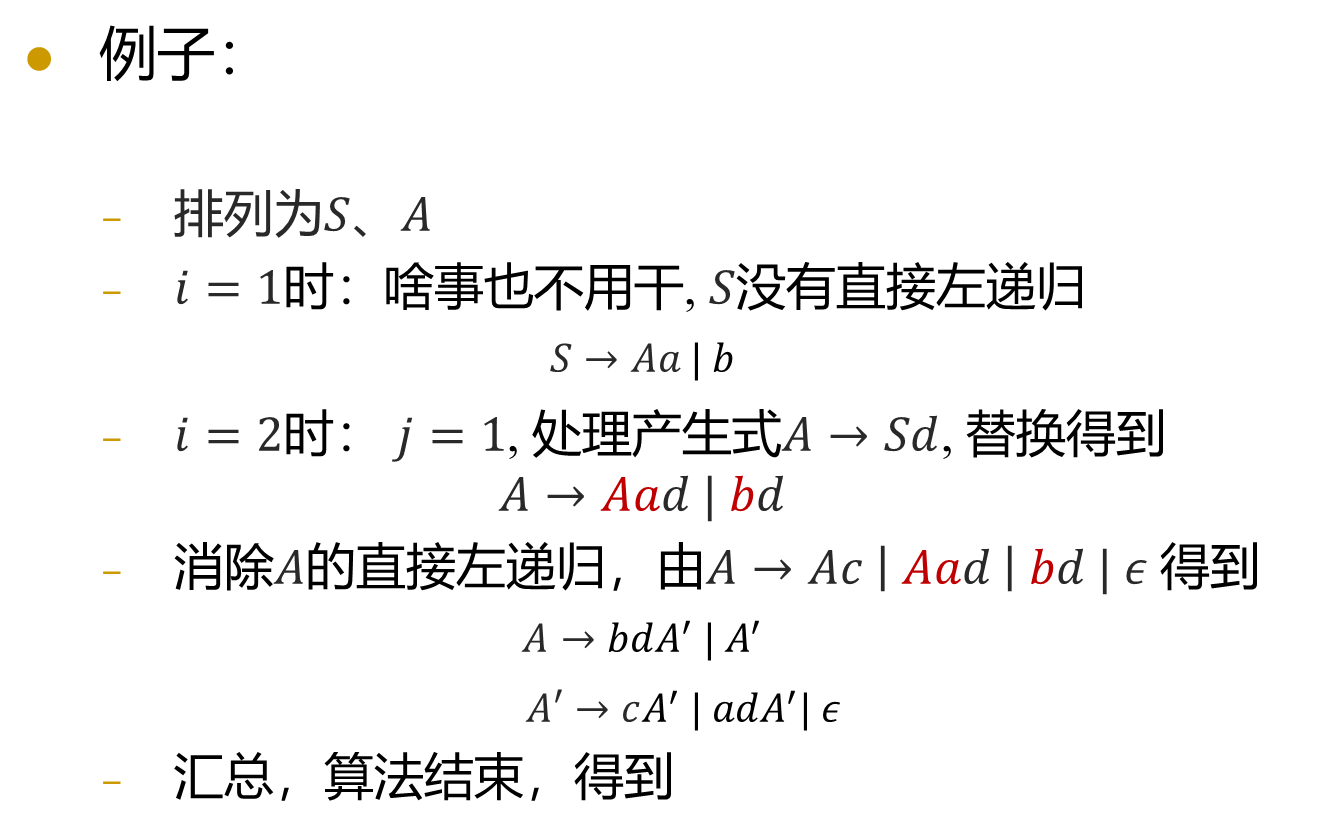 ● 例子：
– 排列为S、A
– i = 1时：啥事也不用干, S没有直接左递归
S → Aa | b
– i = 2时： j = 1, 处理产生式A → Sd, 替换得到
A → Aad | bd
– 消除A的直接左递归，由A → Ac | Aad | bd | ϵ 得到
A → bdA′ | A′
A′ → cA′ | adA′| ϵ
– 汇总，算法结束，得到